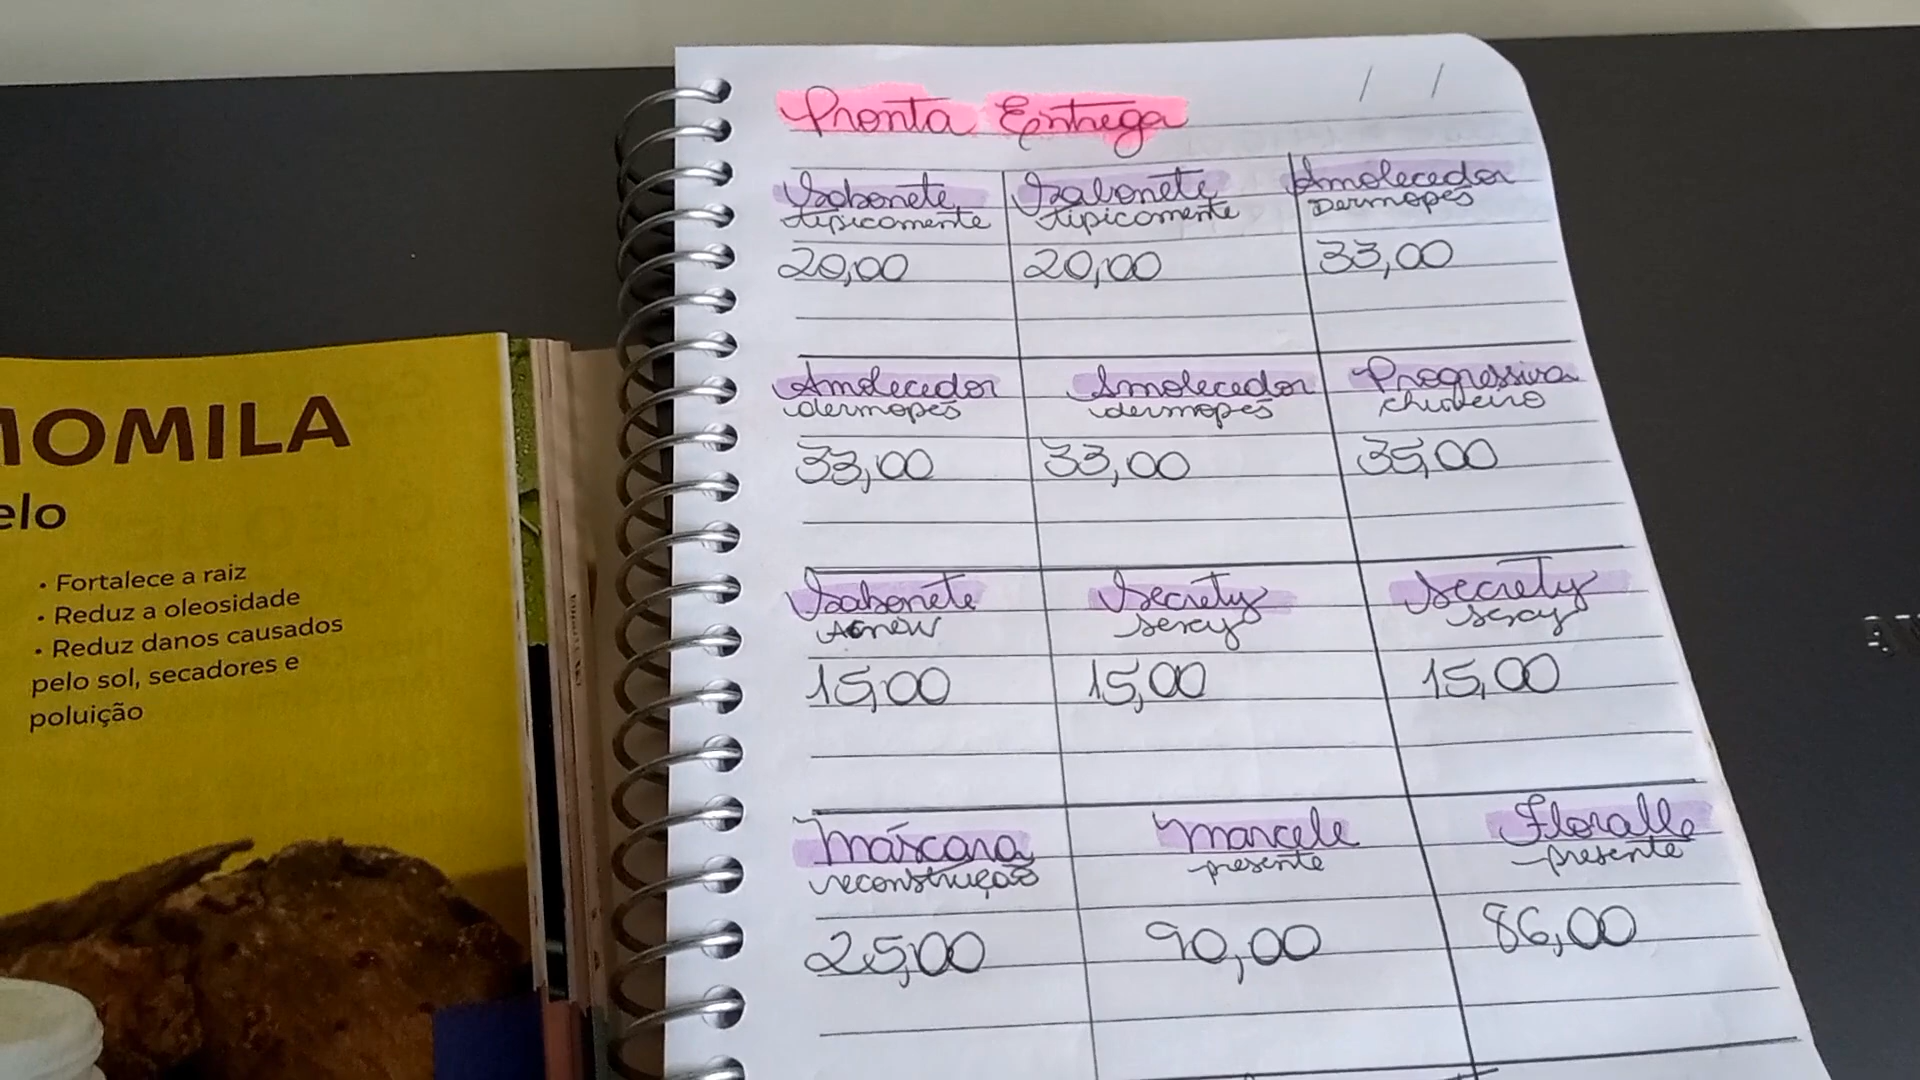 Pronta Entrega
/ /
Sabonete
tipicamente
20,00
Sabonete
tipicamente
20,00
Amolecedor
Dermopés
33,00
Amolecedor
dermopés
33,00
Amolecedor
dermopés
33,00
Progressiva
chuveiro
35,00
Sabonete
15,00
Secrety
sexy
15,00
Secrety
sexy
15,00
Máscara
reconstrução
25,00
Marcele
presente
90,00
Floralle
presente
86,00
MOMILA
elo
• Fortalece a raiz
• Reduz a oleosidade
• Reduz danos causados
pelo sol, secadores e
poluição